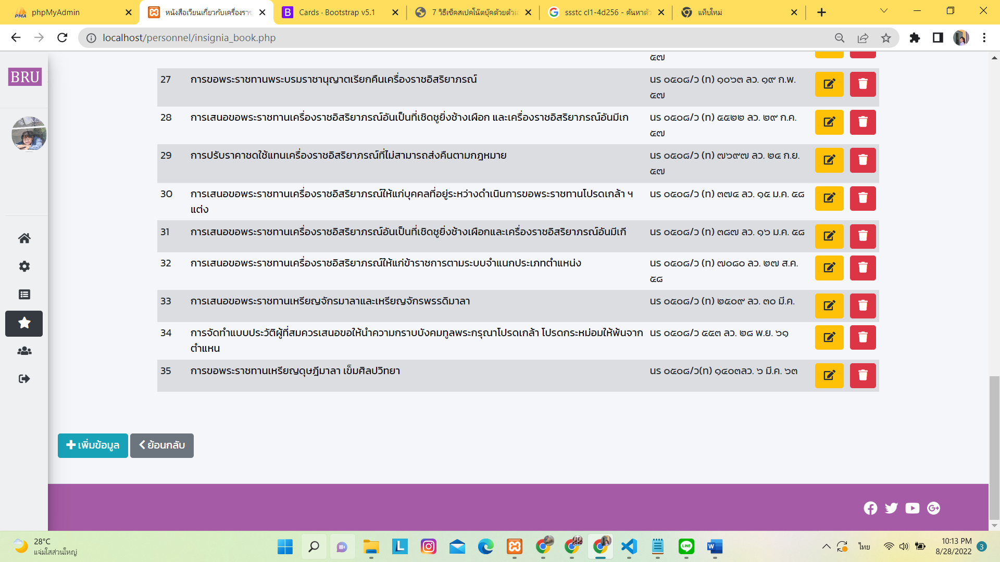 phpMyAdmin
หนังสือเวียนเกี่ยวกับเครื่องราช
Cards · Bootstrap v5.1
7 วิธีเช็คสเปคโน๊ตบุ๊คด้วยตัวเอ
ssstc cl1-4d256 - ค้นหาด้ว
แท็บใหม่
localhost/personnel/insignia_book.php
BRU
๕๗
27 การขอพระราชทานพระบรมราชานุญาตเรียกคืนเครื่องราชอิสริยาภรณ์ นร ๐๕๐๘/ว (ท) ๑๐๖๓ ลว. ๑๙ ก.พ.
๕๗
28 การเสนอขอพระราชทานเครื่องราชอิสริยาภรณ์อันเป็นที่เชิดชูยิ่งช้างเผือก และเครื่องราชอิสริยาภรณ์อันมีเก นร ๐๕๐๘/ว (ท) ๕๕๒๒ ลว. ๒๙ ก.ค.
๕๗
29 การปรับราคาชดใช้แทนเครื่องราชอิสริยาภรณ์ที่ไม่สามารถส่งคืนตามกฎหมาย นร ๐๕๐๘/ว (ท) ๗๖๙๗ ลว. ๒๔ ก.ย.
๕๗
30 การเสนอขอพระราชทานเครื่องราชอิสริยาภรณ์ให้แก่บุคคลที่อยู่ระหว่างดำเนินการขอพระราชทานโปรดเกล้า ฯ นร ๐๕๐๘/ว (ท) ๓๗๔ ลว. ๑๕ ม.ค. ๕๘
แต่ง
31 การเสนอขอพระราชทานเครื่องราชอิสริยาภรณ์อันเป็นที่เชิดชูยิ่งช้างเผือกและเครื่องราชอิสริยาภรณ์อันมีเกี นร ๐๕๐๘/ว (ท) ๓๘๗ ลว. ๑๖ ม.ค. ๕๘
32 การเสนอขอพระราชทานเครื่องราชอิสริยาภรณ์ให้แก่ข้าราชการตามระบบจำแนกประเภทตำแหน่ง นร ๐๕๐๘/ว (ท) ๗๐๘๐ ลว. ๒๗ ส.ค.
๕๘
33 การเสนอขอพระราชทานเหรียญจักรมาลาและเหรียญจักรพรรดิมาลา นร ๐๕๐๘/ว (ท) ๒๕๐๙ ลว. ๓๐ มี.ค.
34 การจัดทำแบบประวัติผู้ที่สมควรเสนอขอให้นำความกราบบังคมทูลพระกรุณาโปรดเกล้า โปรดกระหม่อมให้พ้นจาก นร ๐๕๐๘/ว ๕๕๓ ลว. ๒๘ พ.ย. ๖๑
ตำแหน
35 การขอพระราชทานเหรียญดุษฎีมาลา เข็มศิลปวิทยา นร ๐๕๐๘/ว(ท) ๑๔๐๓ลว. ๖ มี.ค. ๖๓
เพิ่มข้อมูล
ย้อนกลับ
28°C
แจ่มใสส่วนใหญ่
ไทย
10:13 PM
8/28/2022
3